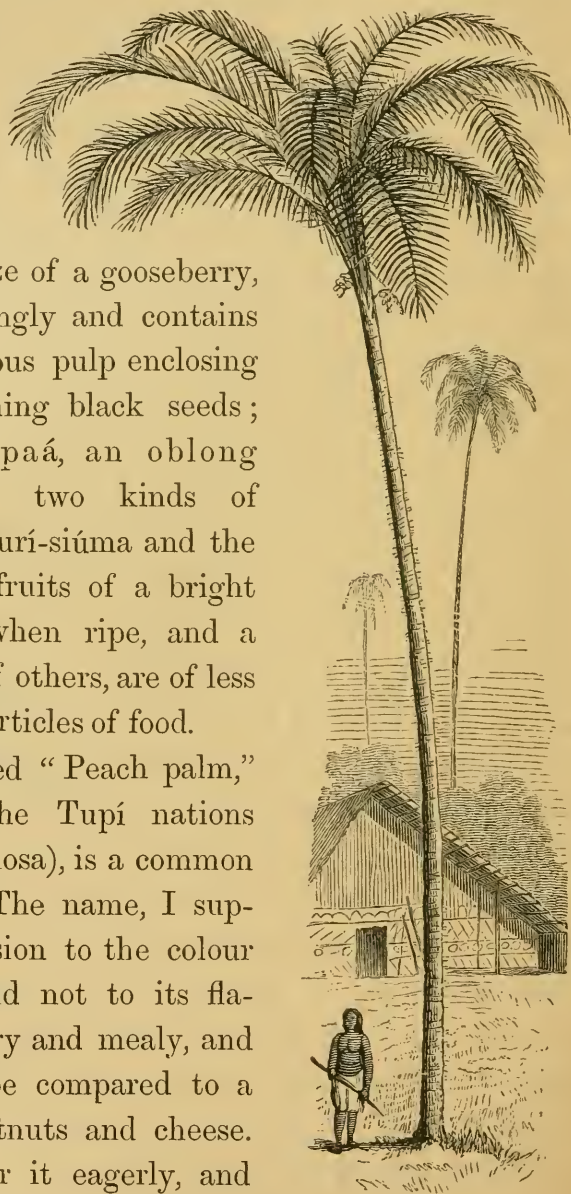 ze of a gooseberry,
ngly and contains
ous pulp enclosing
ning black seeds;
paá, an oblong
two kinds of
urí-siúma and the
fruits of a bright
when ripe, and a
f others, are of less
rticles of food.
ed “Peach palm,”
he Tupí nations
osa), is a common
The name, I sup-
sion to the colour
d not to its fla-
ry and mealy, and
be compared to a
tnuts and cheese.
r it eagerly, and